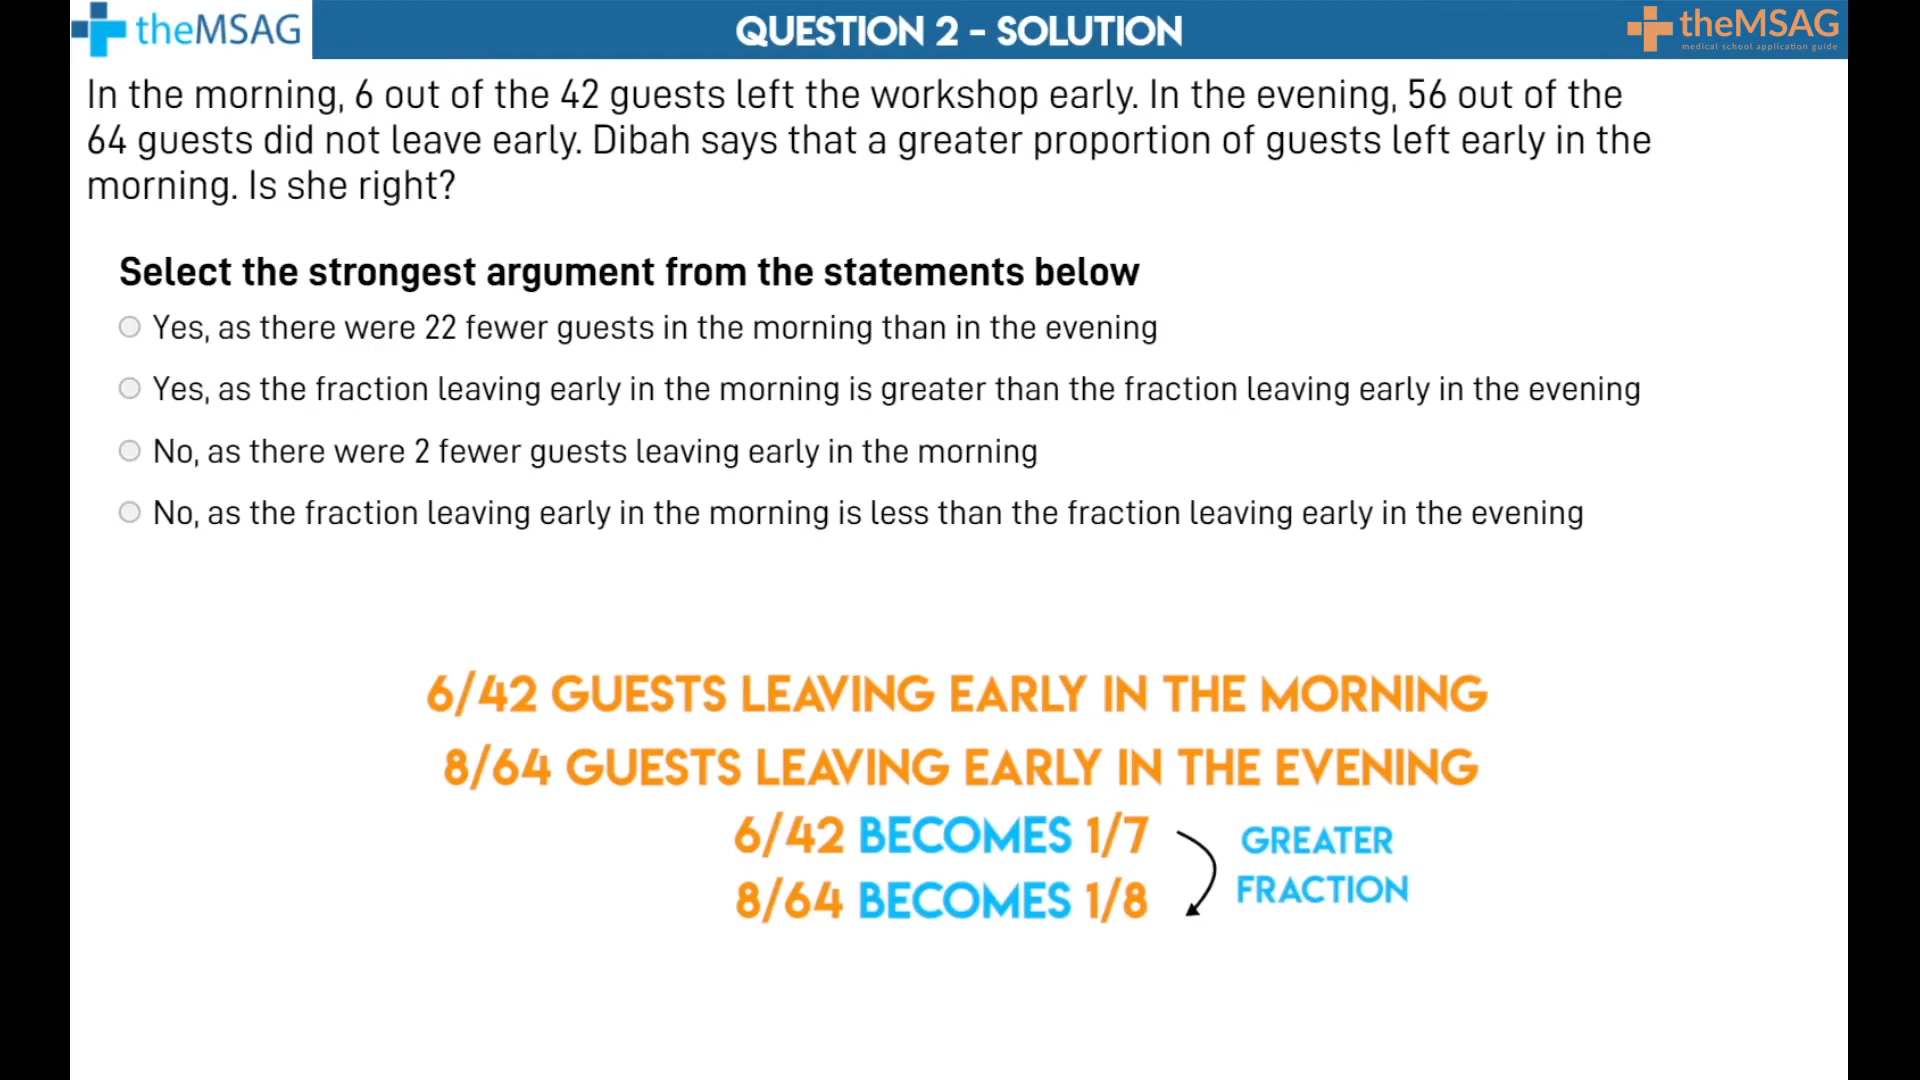 theMSAG
QUESTION 2 - SOLUTION
theMSAG
medical school application guide
In the morning, 6 out of the 42 guests left the workshop early. In the evening, 56 out of the
64 guests did not leave early. Dibah says that a greater proportion of guests left early in the
morning. Is she right?
Select the strongest argument from the statements below
Yes, as there were 22 fewer guests in the morning than in the evening
Yes, as the fraction leaving early in the morning is greater than the fraction leaving early in the evening
No, as there were 2 fewer guests leaving early in the morning
No, as the fraction leaving early in the morning is less than the fraction leaving early in the evening
6/42 GUESTS LEAVING EARLY IN THE MORNING
8/64 GUESTS LEAVING EARLY IN THE EVENING
6/42 BECOMES 1/7
8/64 BECOMES 1/8
GREATER
FRACTION